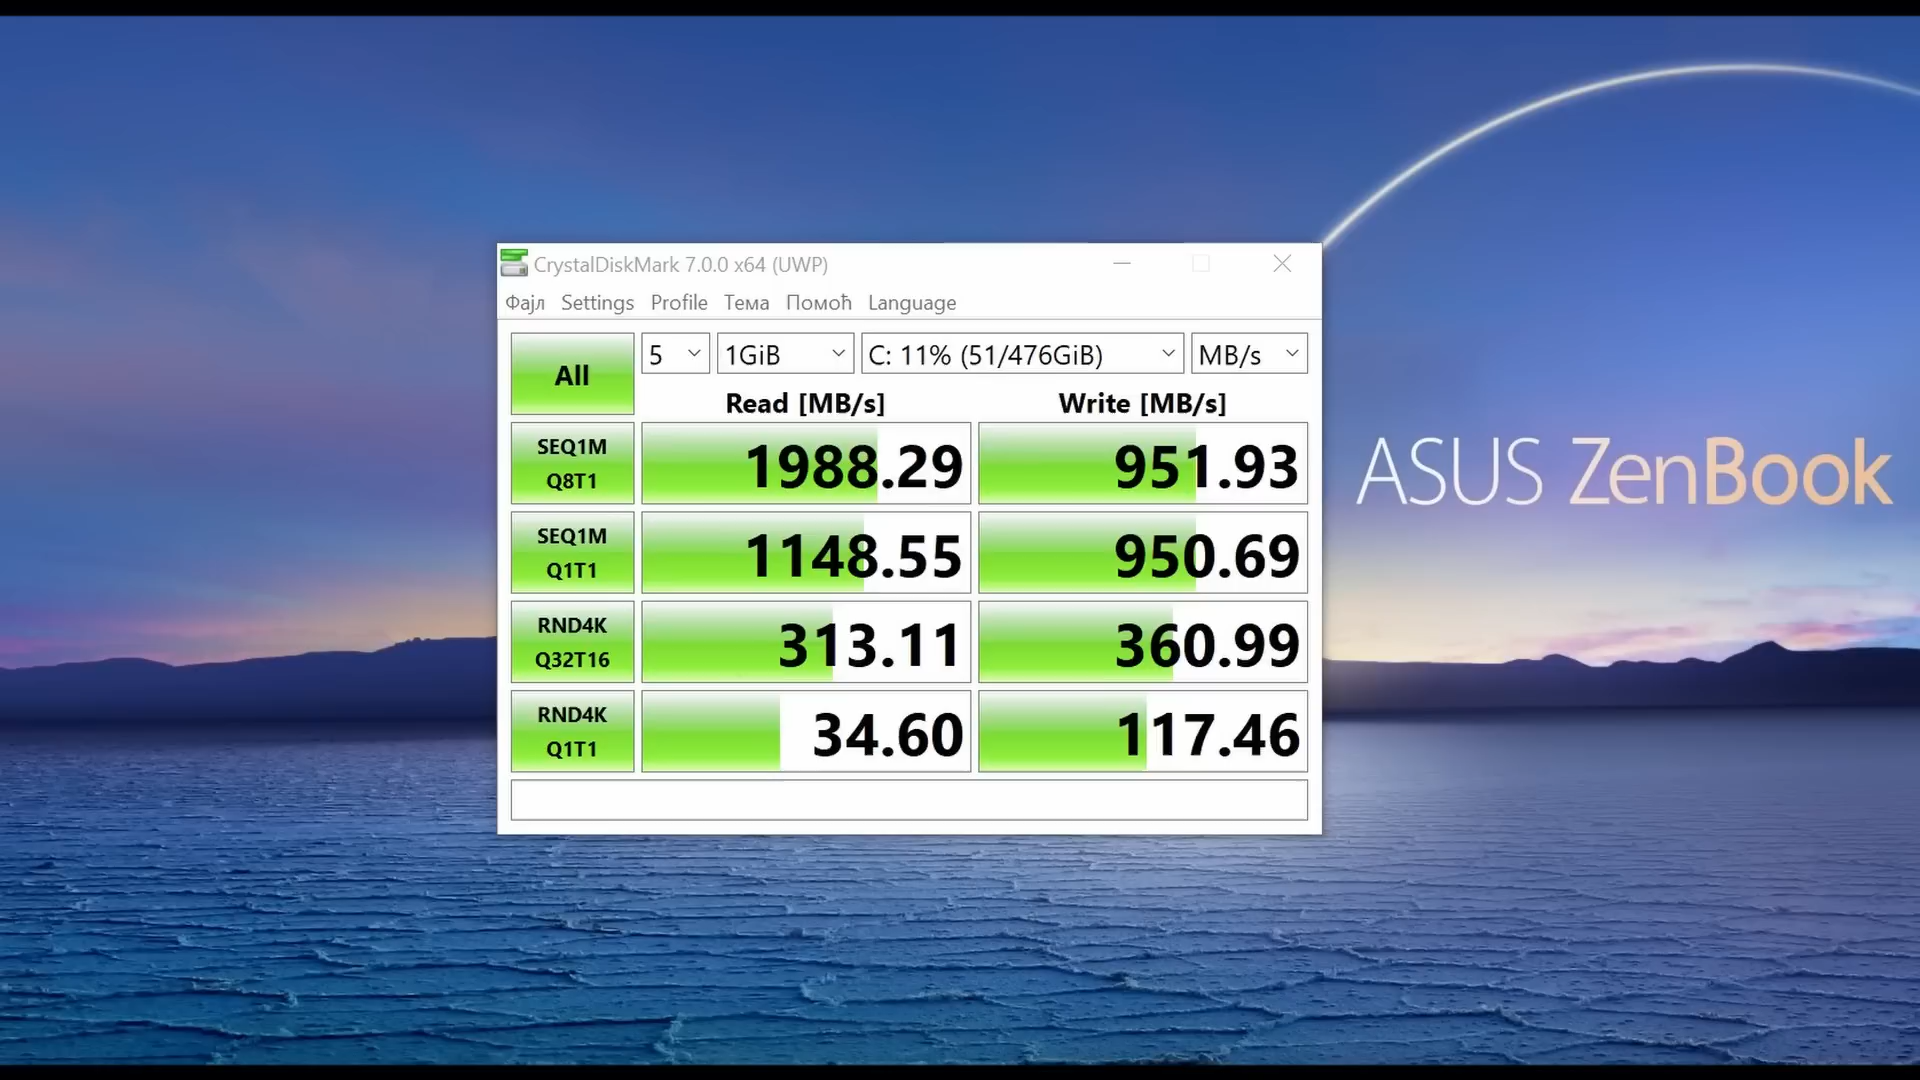 CrystalDiskMark 7.0.0 x64 (UWP)
Фајл Settings Profile Тема Помоћ Language
All 5 1GiB C: 11% (51/476GiB) MB/s
Read [MB/s] Write [MB/s]
SEQ1M
Q8T1
1988.29 951.93
SEQ1M
Q1T1
1148.55 950.69
RND4K
Q32T16
313.11 360.99
RND4K
Q1T1
34.60 117.46
ASUS ZenBook